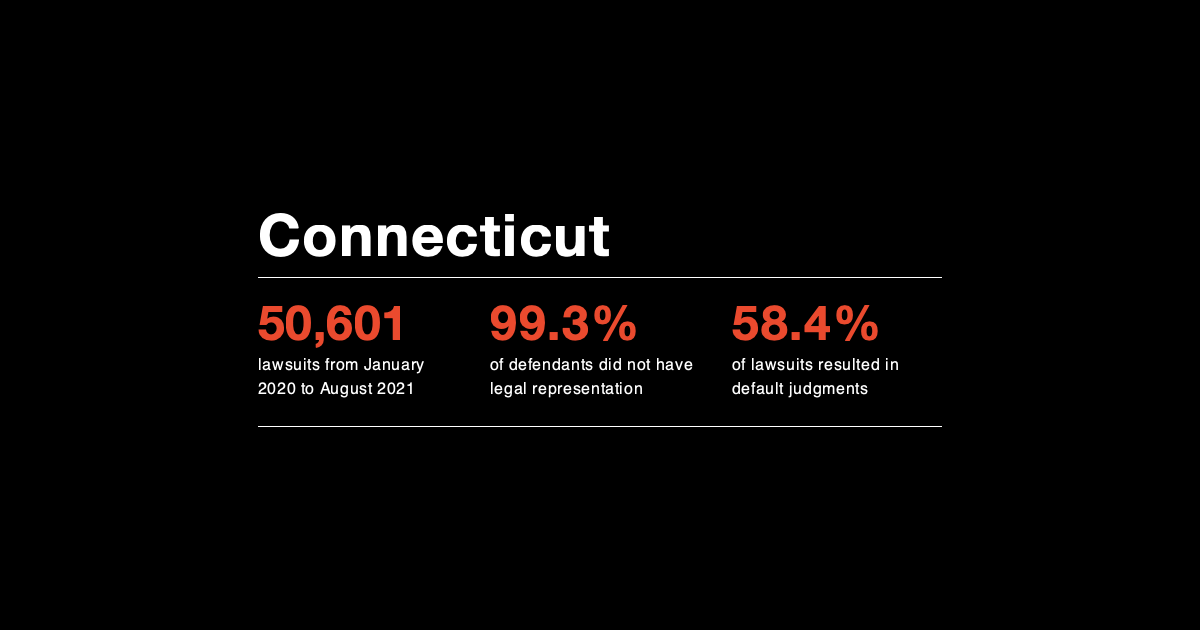 Connecticut
50,601
lawsuits from January
2020 to August 2021
99.3%
of defendants did not have
legal representation
58.4%
of lawsuits resulted in
default judgments